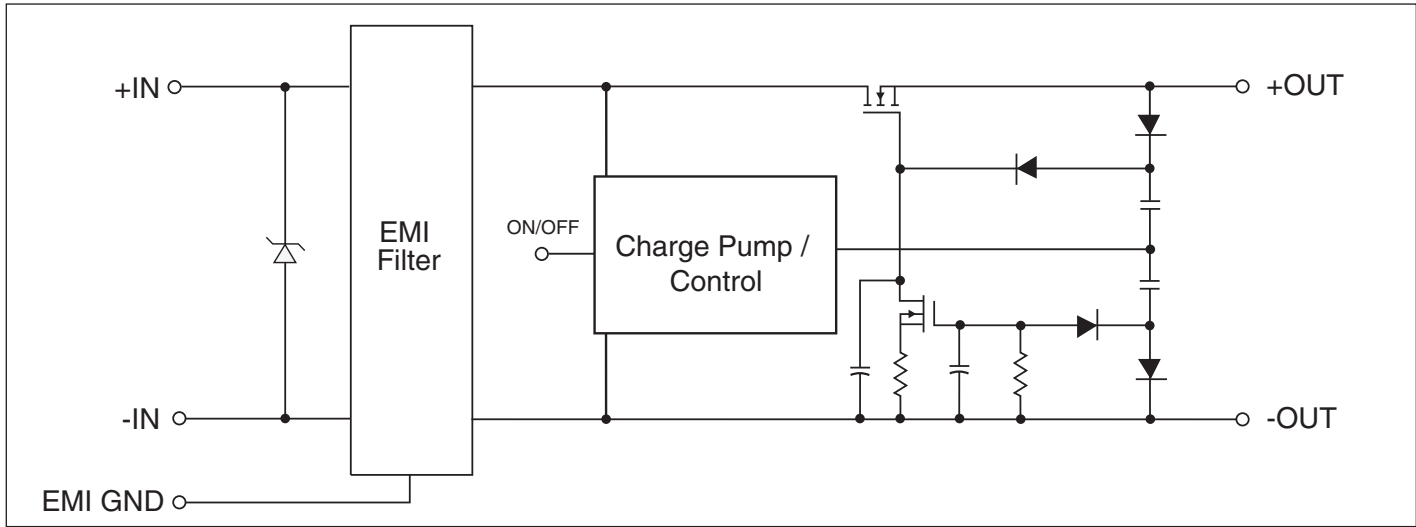 +IN
EMI
Filter
ON/OFF
Charge Pump /
Control
+OUT
-IN
-OUT
EMI GND